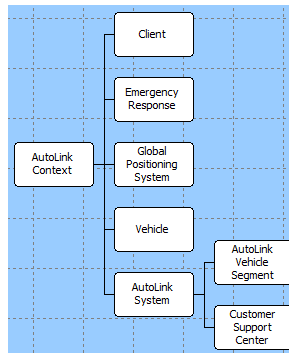 Client
Emergency
Response
AutoLink
Context
Global
Positioning
System
Vehicle
AutoLink
System
AutoLink
Vehicle
Segment
Customer
Support
Center